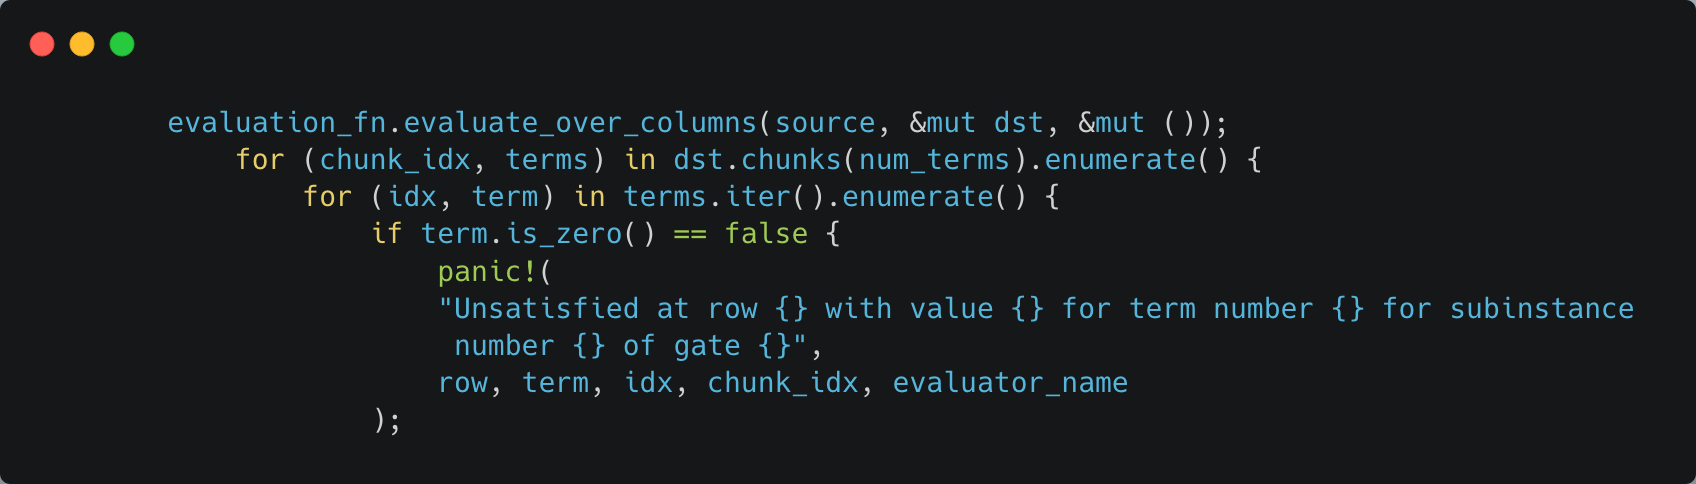 evaluation_fn.evaluate_over_columns(source, &mut dst, &mut ());
for (chunk_idx, terms) in dst.chunks(num_terms).enumerate() {
for (idx, term) in terms.iter().enumerate() {
if term.is_zero() == false {
panic!(
"Unsatisfied at row {} with value {} for term number {} for subinstance
number {} of gate {}",
row, term, idx, chunk_idx, evaluator_name
);